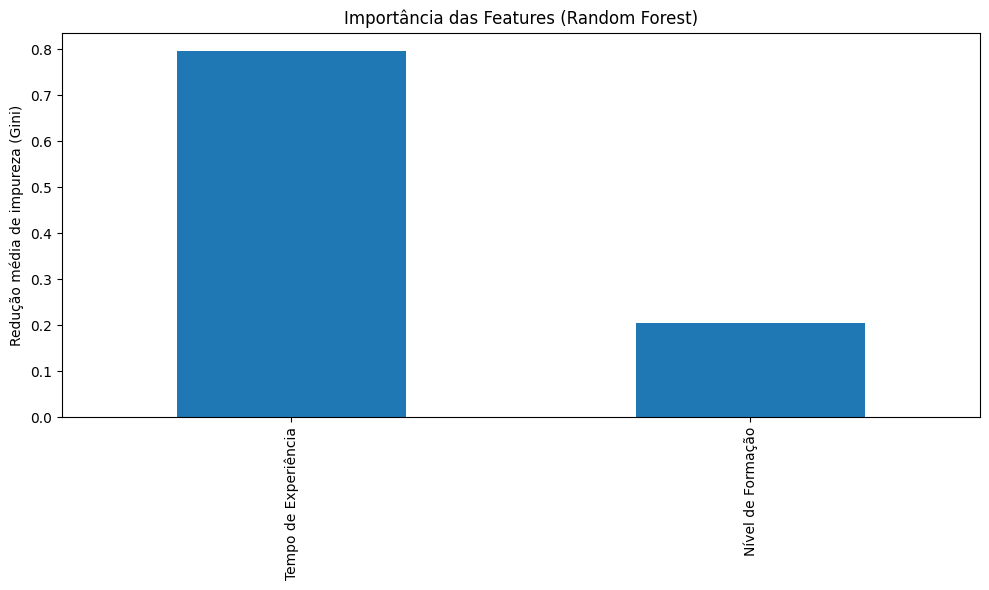 Importância das Features (Random Forest)
Redução média de impureza (Gini)
0.8
0.7
0.6
0.5
0.4
0.3
0.2
0.1
0.0
Tempo de Experiência
Nível de Formação